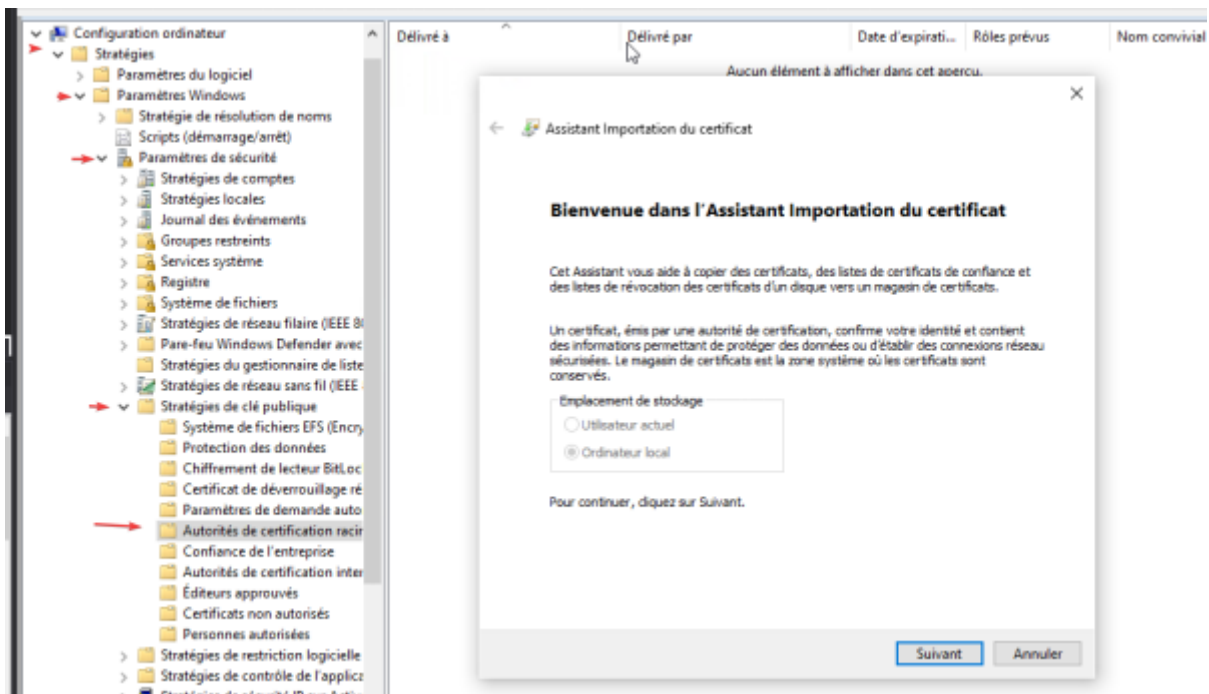 Configuration ordinateur
Stratégies
Paramètres du logiciel
Paramètres Windows
Stratégie de résolution de noms
Scripts (démarrage/arrêt)
Paramètres de sécurité
Stratégies de comptes
Stratégies locales
Journal des événements
Groupes restreints
Services système
Registre
Système de fichiers
Stratégies de réseau filaire (IEEE 80
Pare-feu Windows Defender avec
Stratégies du gestionnaire de liste
Stratégies de réseau sans fil (IEEE
Stratégies de clé publique
Système de fichiers EFS (Encry
Protection des données
Chiffrement de lecteur BitLoc
Certificat de déverrouillage ré
Paramètres de demande auto
Autorités de certification racin
Confiance de l'entreprise
Autorités de certification inter
Éditeurs approuvés
Certificats non autorisés
Personnes autorisées
Stratégies de restriction logicielle
Stratégies de contrôle de l'applica
Délivré à Délivré par Date d'expirati... Rôles prévus Nom convivial
Aucun élément à afficher dans cet aperçu.
Assistant Importation du certificat
Bienvenue dans l'Assistant Importation du certificat
Cet Assistant vous aide à copier des certificats, des listes de certificats de confiance et
des listes de révocation des certificats d'un disque vers un magasin de certificats.
Un certificat, émis par une autorité de certification, confirme votre identité et contient
des informations permettant de protéger des données ou d'établir des connexions réseau
sécurisées. Le magasin de certificats est la zone système où les certificats sont
conservés.
Emplacement de stockage
Utilisateur actuel
Ordinateur local
Pour continuer, cliquez sur Suivant.
Suivant Annuler